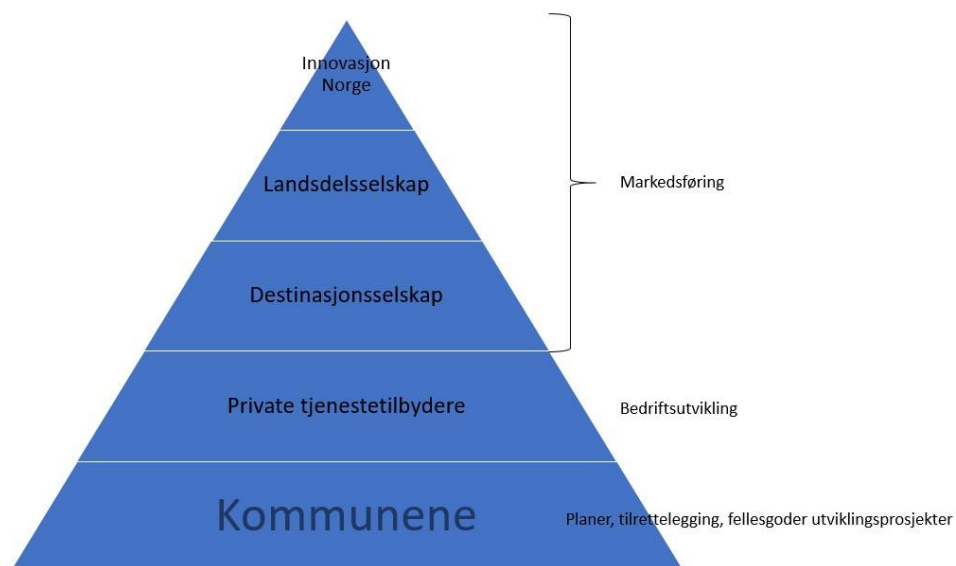 Innovasjon
Norge
Landsdelsselskap
Markedsføring
Destinasjonsselskap
Private tjenestetilbydere
Bedriftsutvikling
Kommunene
Planer, tilrettelegging, fellesgoder utviklingsprosjekter